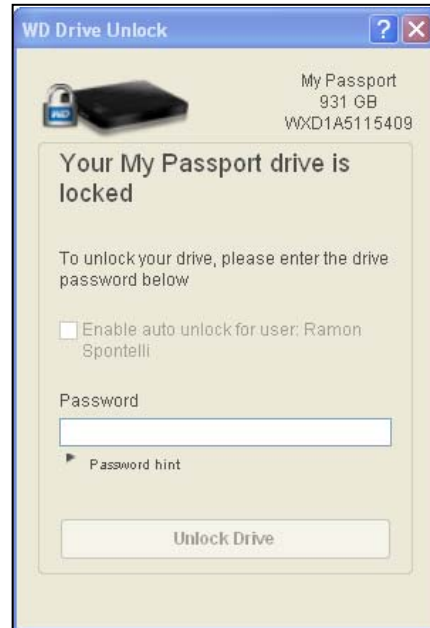 WD Drive Unlock
?
My Passport
931 GB
WXD1A5115409
WD
Your My Passport drive is
locked
To unlock your drive, please enter the drive
password below
Enable auto unlock for user: Ramon
Spontelli
Password
Password hint
Unlock Drive